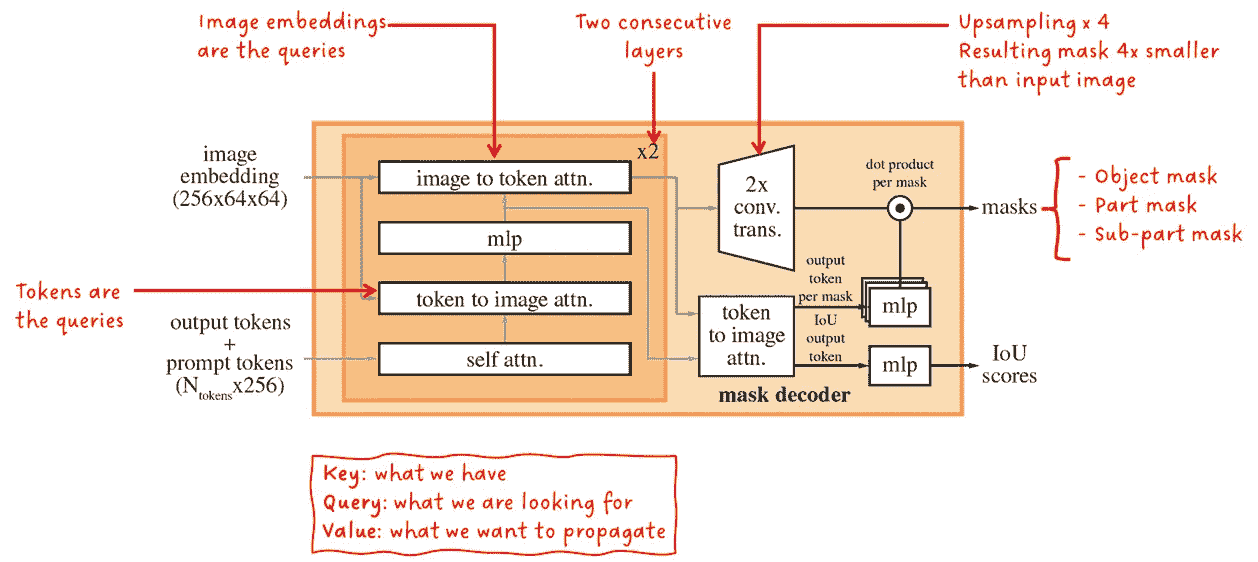 Image embeddings
are the queries
Two consecutive
layers
Upsampling x 4
Resulting mask 4x smaller
than input image
x2
image
embedding
(256x64x64)
image to token attn.
mlp
token to image attn.
self attn.
Tokens are
the queries
output tokens
+
prompt tokens
(Ntokensx256)
2x
conv.
trans.
dot product
per mask
masks
- Object mask
- Part mask
- Sub-part mask
token
to image
attn.
output
token
per mask
mlp
IoU
output
token
mlp
IoU
scores
mask decoder
Key: what we have
Query: what we are looking for
Value: what we want to propagate